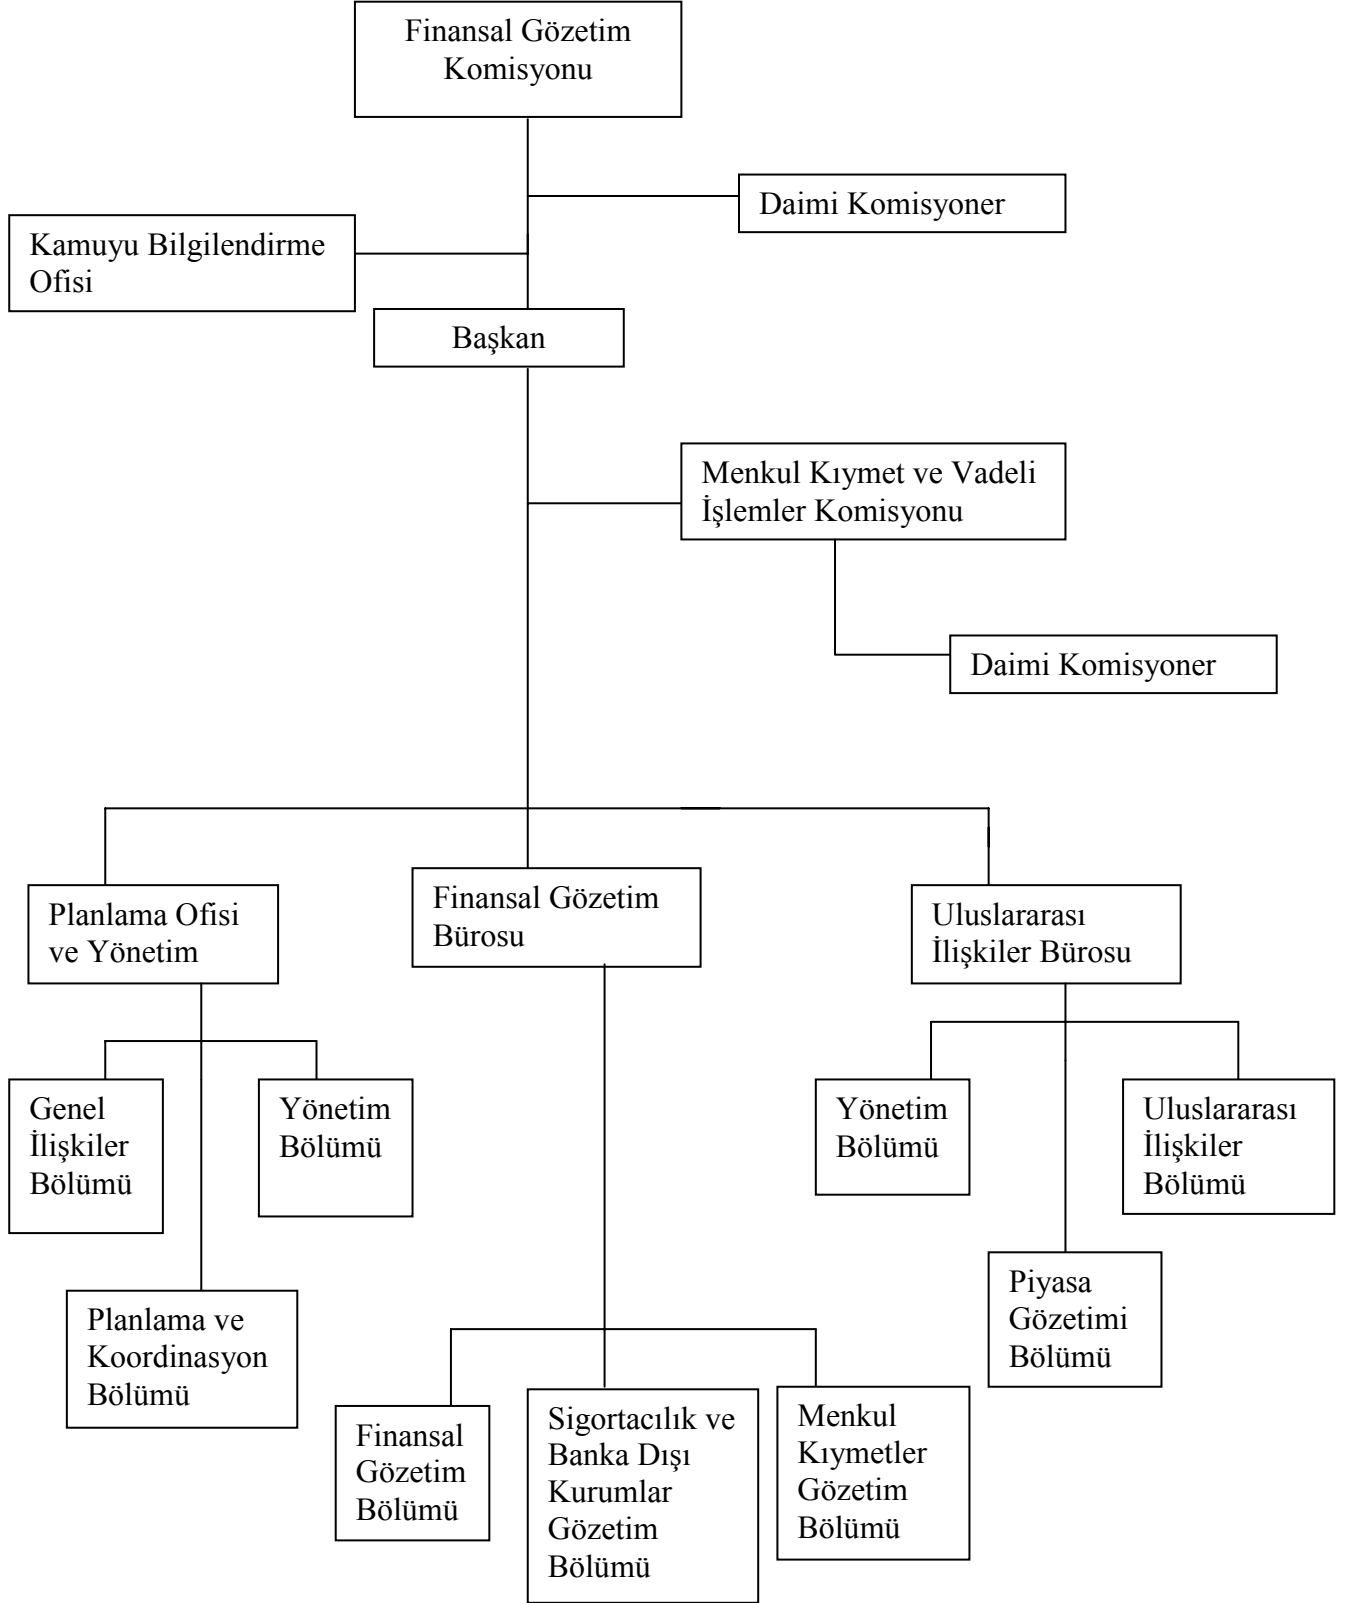 Finansal Gözetim
Komisyonu
Daimi Komisyoner
Kamuyu Bilgilendirme
Ofisi
Başkan
Menkul Kıymet ve Vadeli
İşlemler Komisyonu
Daimi Komisyoner
Planlama Ofisi
ve Yönetim
Finansal Gözetim
Bürosu
Uluslararası
İlişkiler Bürosu
Genel
İlişkiler
Bölümü
Yönetim
Bölümü
Yönetim
Bölümü
Uluslararası
İlişkiler
Bölümü
Planlama ve
Koordinasyon
Bölümü
Piyasa
Gözetimi
Bölümü
Finansal
Gözetim
Bölümü
Sigortacılık ve
Banka Dışı
Kurumlar
Gözetim
Bölümü
Menkul
Kıymetler
Gözetim
Bölümü